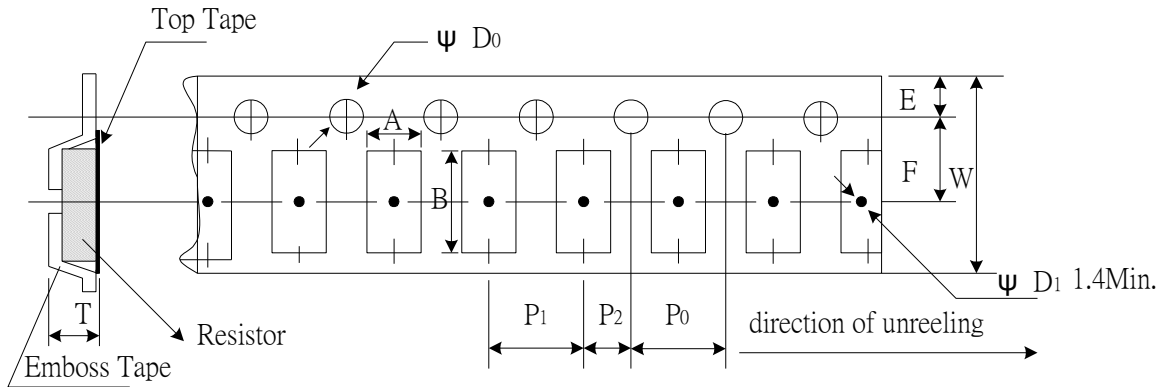 Top Tape
Ψ D0
E
A
F
W
B
Ψ D1 1.4Min.
T
P1
P2
P0
direction of unreeling
Resistor
Emboss Tape